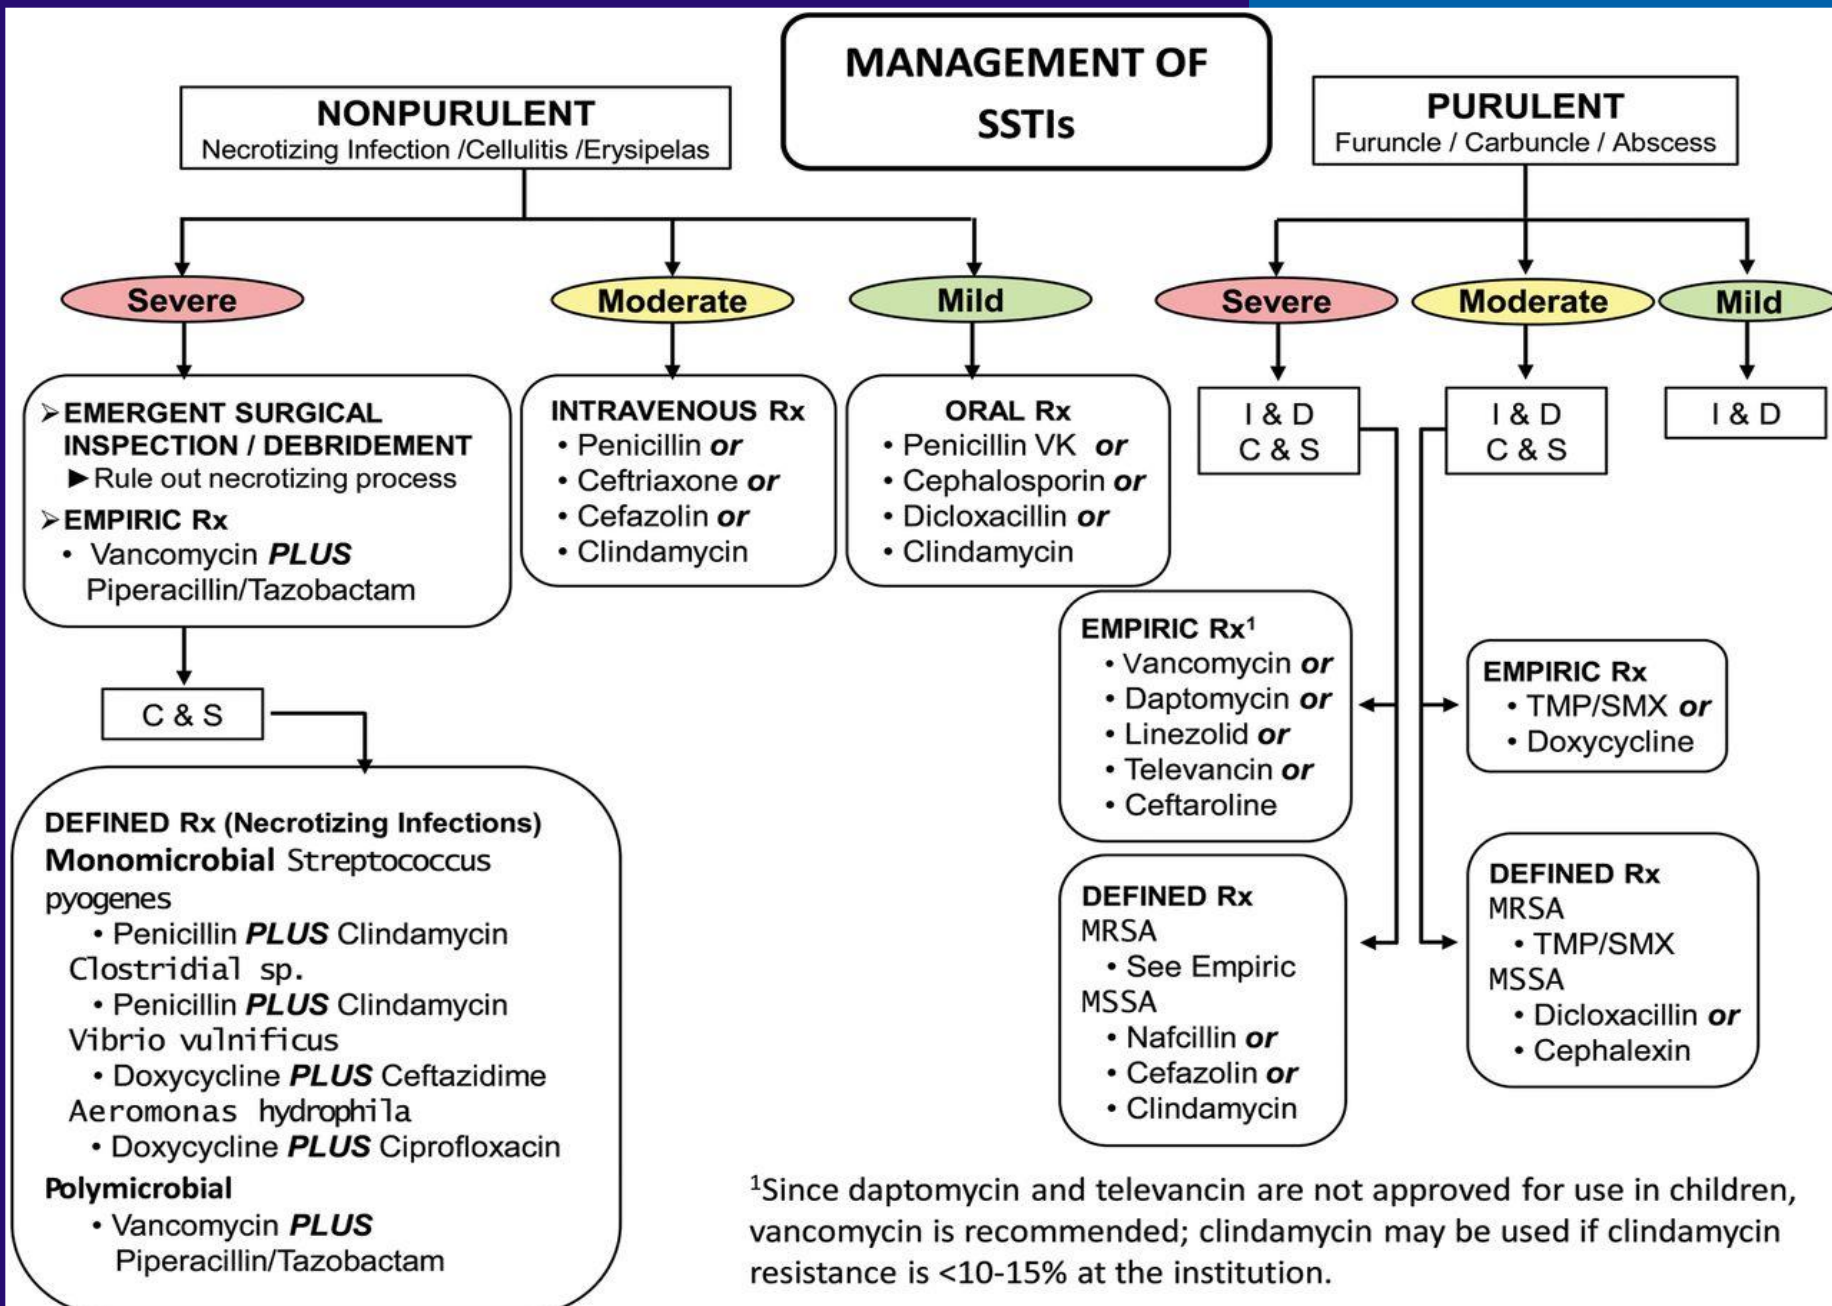 MANAGEMENT OF
SSTIs
NONPURULENT
Necrotizing Infection /Cellulitis /Erysipelas
Severe
➢EMERGENT SURGICAL
INSPECTION / DEBRIDEMENT
►Rule out necrotizing process
➢EMPIRIC Rx
• Vancomycin PLUS
Piperacillin/Tazobactam
C & S
DEFINED Rx (Necrotizing Infections)
Monomicrobial Streptococcus
pyogenes
• Penicillin PLUS Clindamycin
Clostridial sp.
• Penicillin PLUS Clindamycin
Vibrio vulnificus
• Doxycycline PLUS Ceftazidime
Aeromonas hydrophila
• Doxycycline PLUS Ciprofloxacin
Polymicrobial
• Vancomycin PLUS
Piperacillin/Tazobactam
Moderate
INTRAVENOUS Rx
• Penicillin or
• Ceftriaxone or
• Cefazolin or
• Clindamycin
Mild
ORAL Rx
• Penicillin VK or
• Cephalosporin or
• Dicloxacillin or
• Clindamycin
PURULENT
Furuncle / Carbuncle / Abscess
Severe
I & D
C & S
EMPIRIC Rx¹
• Vancomycin or
• Daptomycin or
• Linezolid or
• Televancin or
• Ceftaroline
DEFINED Rx
MRSA
• See Empiric
MSSA
• Nafcillin or
• Cefazolin or
• Clindamycin
Moderate
I & D
C & S
EMPIRIC Rx
• TMP/SMX or
• Doxycycline
DEFINED Rx
MRSA
• TMP/SMX
MSSA
• Dicloxacillin or
• Cephalexin
Mild
I & D
¹Since daptomycin and televancin are not approved for use in children,
vancomycin is recommended; clindamycin may be used if clindamycin
resistance is <10-15% at the institution.